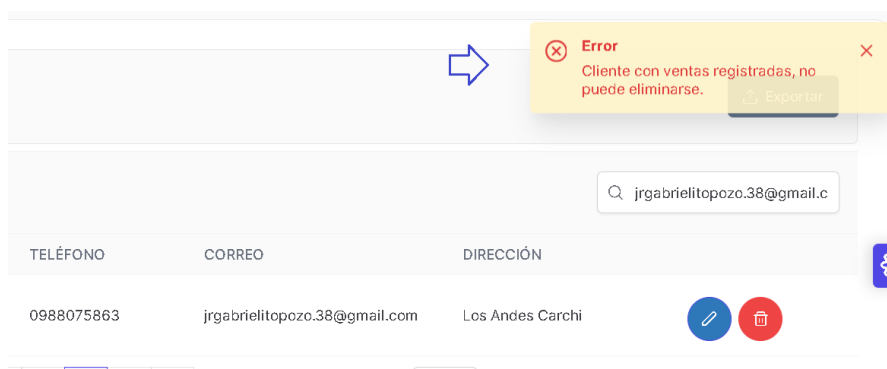 Error
Cliente con ventas registradas, no
puede eliminarse.
Exportar
jrgabrielitopozo.38@gmail.c
TELÉFONO CORREO DIRECCIÓN
0988075863 jrgabrielitopozo.38@gmail.com Los Andes Carchi